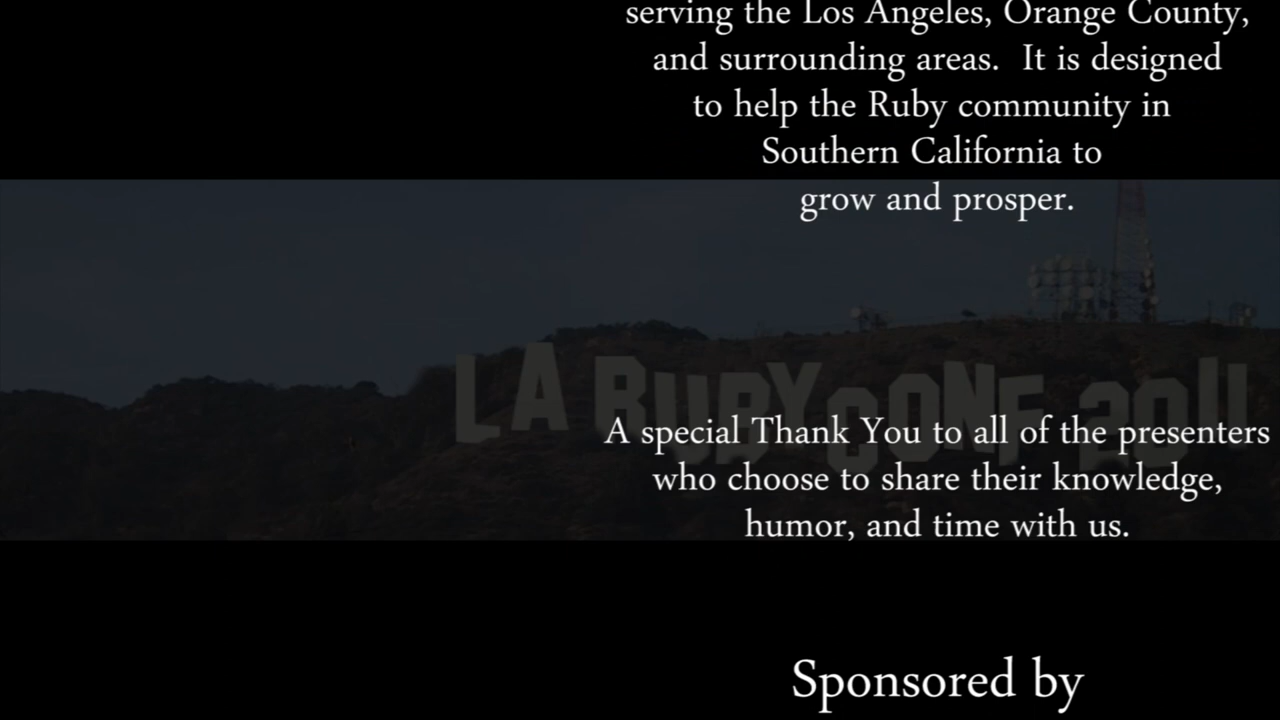 serving the Los Angeles, Orange County,
and surrounding areas. It is designed
to help the Ruby community in
Southern California to
grow and prosper.
LA RUBYCONF 2011
A special Thank You to all of the presenters
who choose to share their knowledge,
humor, and time with us.
Sponsored by